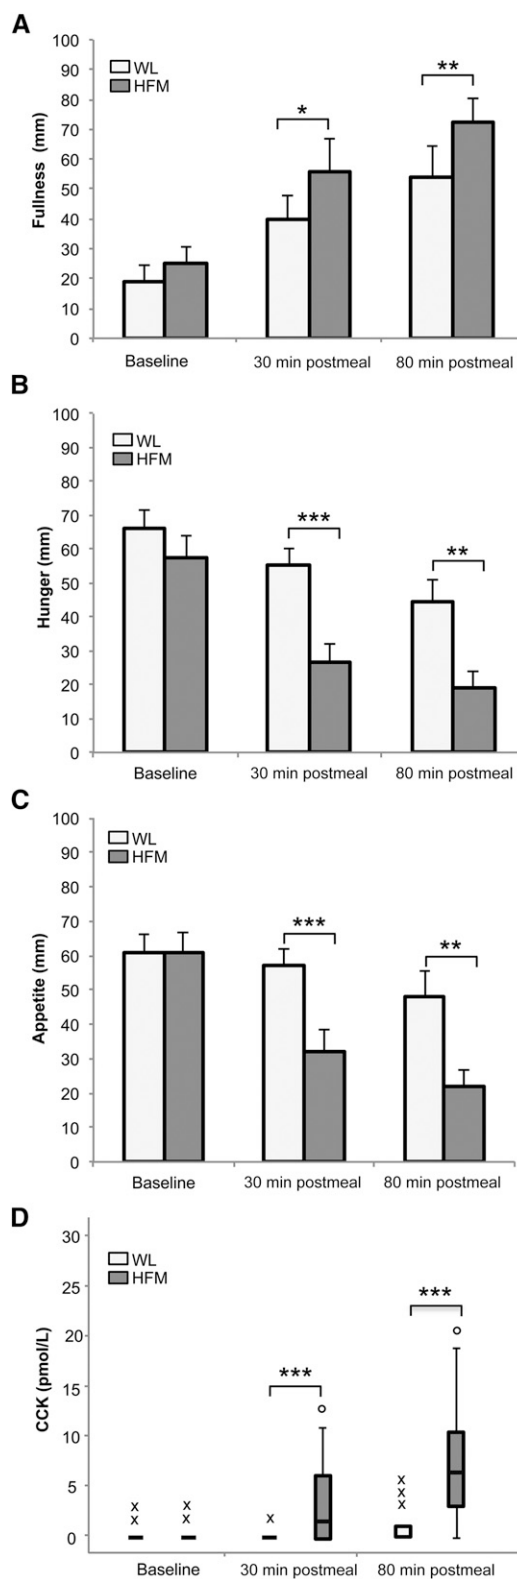 A
100
90
80
70
60
50
40
30
20
10
0
Fullness (mm)
WL
HFM
*
**
Baseline
30 min postmeal
80 min postmeal
B
100
90
80
70
60
50
40
30
20
10
0
Hunger (mm)
WL
HFM
***
**
Baseline
30 min postmeal
80 min postmeal
C
100
90
80
70
60
50
40
30
20
10
0
Appetite (mm)
WL
HFM
***
**
Baseline
30 min postmeal
80 min postmeal
D
30
25
20
15
10
5
0
CCK (pmol/L)
WL
HFM
***
***
Baseline
30 min postmeal
80 min postmeal